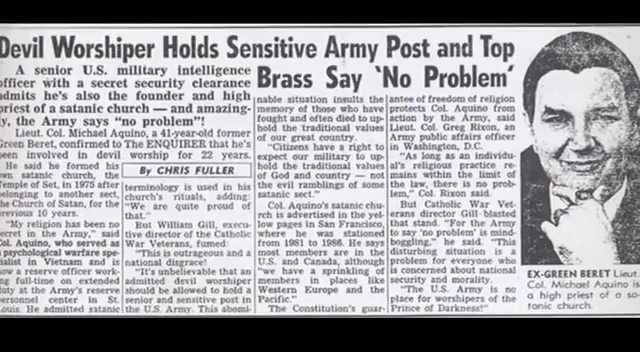 Devil Worshiper Holds Sensitive Army Post and Top
Brass Say 'No Problem'
A senior U.S. military intelligence
officer with a secret security clearance
admits he's also the founder and high
priest of a satanic church — and amazing-
ly, the Army says "no problem"!
Lieut. Col. Michael Aquino, a 41-year-old former
Green Beret, confirmed to The ENQUIRER that he's
been involved in devil worship for 22 years.
He said he formed his
own satanic church, the
Temple of Set, in 1975 after
belonging to another sect,
the Church of Satan, for the
previous 10 years.
"My religion has been no
secret in the Army," said
Col. Aquino, who served as
a psychological warfare spe-
cialist in Vietnam and is
now a reserve officer work-
ing full-time on extended
duty at the Army's reserve
personnel center in St.
Louis. He admitted satanic
By CHRIS FULLER
terminology is used in his
church's rituals, adding:
"We are quite proud of
that."
But William Gill, execu-
tive director of the Catholic
War Veterans, fumed:
"This is outrageous and a
national disgrace!
"It's unbelievable that an
admitted devil worshiper
should be allowed to hold a
senior and sensitive post in
the U.S. Army. This abomi-
nable situation insults the
memory of those who have
fought and often died to up-
hold the traditional values
of our great country.
"Citizens have a right to
expect our military to up-
hold the traditional values
of God and country — not
the evil ramblings of some
satanic sect."
Col. Aquino's satanic chur-
ch is advertised in the yel-
low pages in San Francisco,
where he was stationed
from 1981 to 1986. He says
most members are in the
U.S. and Canada, although
"we have a sprinkling of
members in places like
Western Europe and the
Pacific."
The Constitution's guar-
antee of freedom of religion
protects Col. Aquino from
action by the Army, said
Lieut. Col. Greg Rixon, an
Army public affairs officer
in Washington, D.C.
"As long as an individu-
al's religious practice re-
mains within the limit of
the law, there is no prob-
lem," Col. Rixon said.
But Catholic War Vet-
erans director Gill blasted
that stand. "For the Army
to say 'no problem' is mind-
boggling," he said. "This
disturbing situation is a
problem for everyone who
is concerned about national
security and morality.
"The U.S. Army is no
place for worshipers of the
Prince of Darkness!"
EX-GREEN BERET Lieut.
Col. Michael Aquino is
a high priest of a sa-
tanic church.